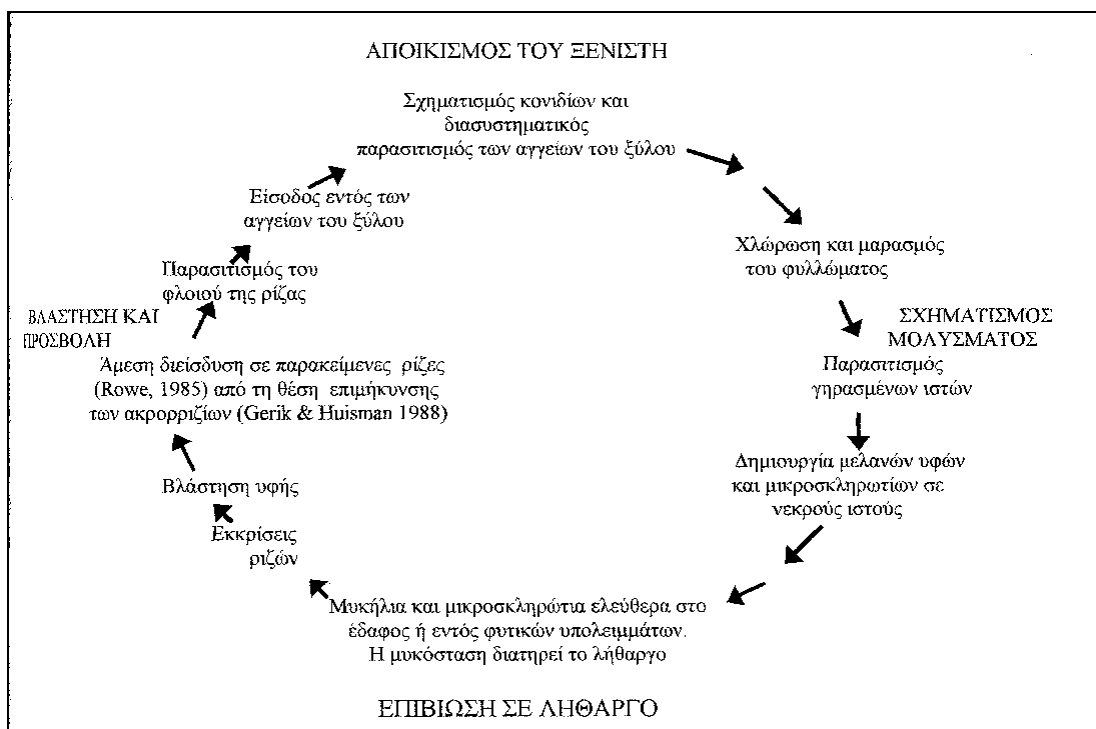 ΑΠΟΙΚΙΣΜΟΣ ΤΟΥ ΞΕΝΙΣΤΗ
Σχηματισμός κονιδίων και
διασυστηματικός
παρασιτισμός των αγγείων του ξύλου
Είσοδος εντός των
αγγείων του ξύλου
Χλώρωση και μαρασμός
του φυλλώματος
Παρασιτισμός του
φλοιού της ρίζας
ΒΛΑΣΤΗΣΗ ΚΑΙ
ΠΡΟΣΒΟΛΗ
ΣΧΗΜΑΤΙΣΜΟΣ
ΜΟΛΥΣΜΑΤΟΣ
Άμεση διείσδυση σε παρακείμενες ρίζες
(Rowe, 1985) από τη θέση επιμήκυνσης
των ακρορριζίων (Gerik & Huisman 1988)
Παρασιτισμός
γηρασμένων ιστών
Δημιουργία μελανών υφών
και μικροσκληρωτίων σε
νεκρούς ιστούς
Βλάστηση υφής
Εκκρίσεις
ριζών
Μυκήλια και μικροσκληρώτια ελεύθερα στο
έδαφος ή εντός φυτικών υπολειμμάτων.
Η μυκόσταση διατηρεί το λήθαργο
ΕΠΙΒΙΩΣΗ ΣΕ ΛΗΘΑΡΓΟ